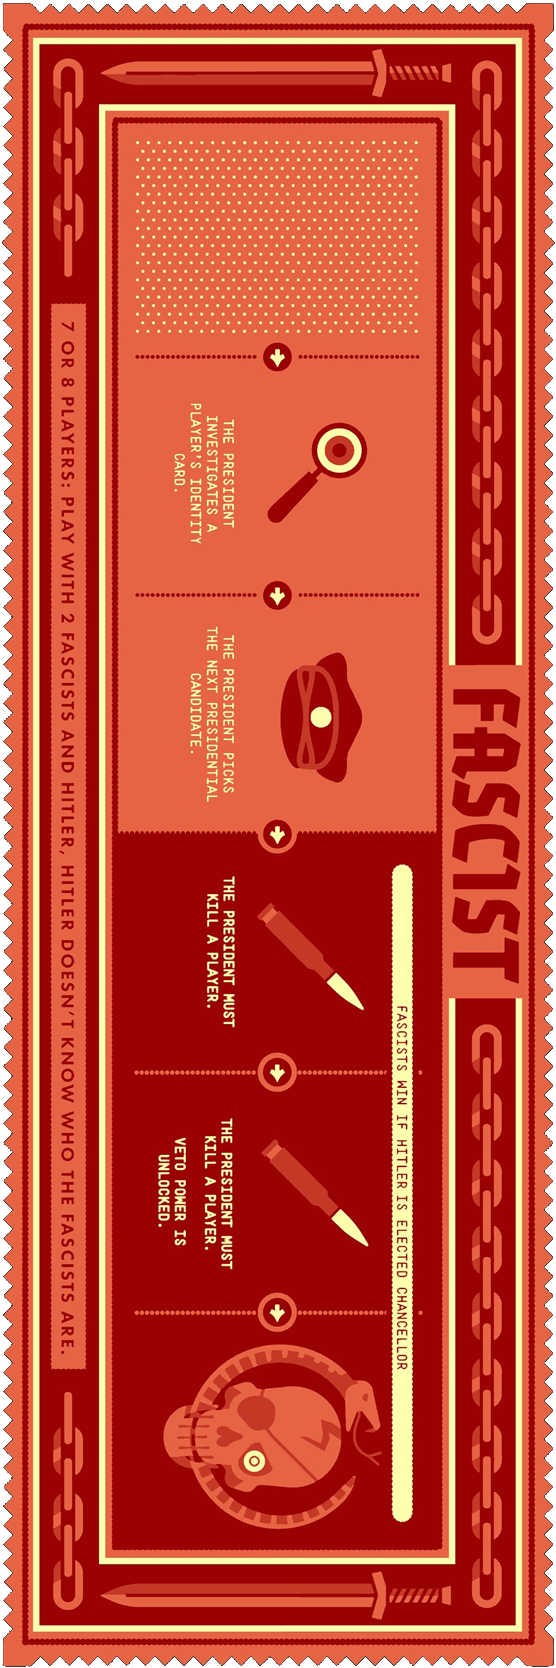 FASCIST
FASCISTS WIN IF HITLER IS ELECTED CHANCELLOR
THE PRESIDENT
INVESTIGATES A
PLAYER'S IDENTITY
CARD.
THE PRESIDENT PICKS
THE NEXT PRESIDENTIAL
CANDIDATE.
THE PRESIDENT MUST
KILL A PLAYER.
THE PRESIDENT MUST
KILL A PLAYER.
VETO POWER IS
UNLOCKED.
7 OR 8 PLAYERS: PLAY WITH 2 FASCISTS AND HITLER, HITLER DOESN'T KNOW WHO THE FASCISTS ARE.